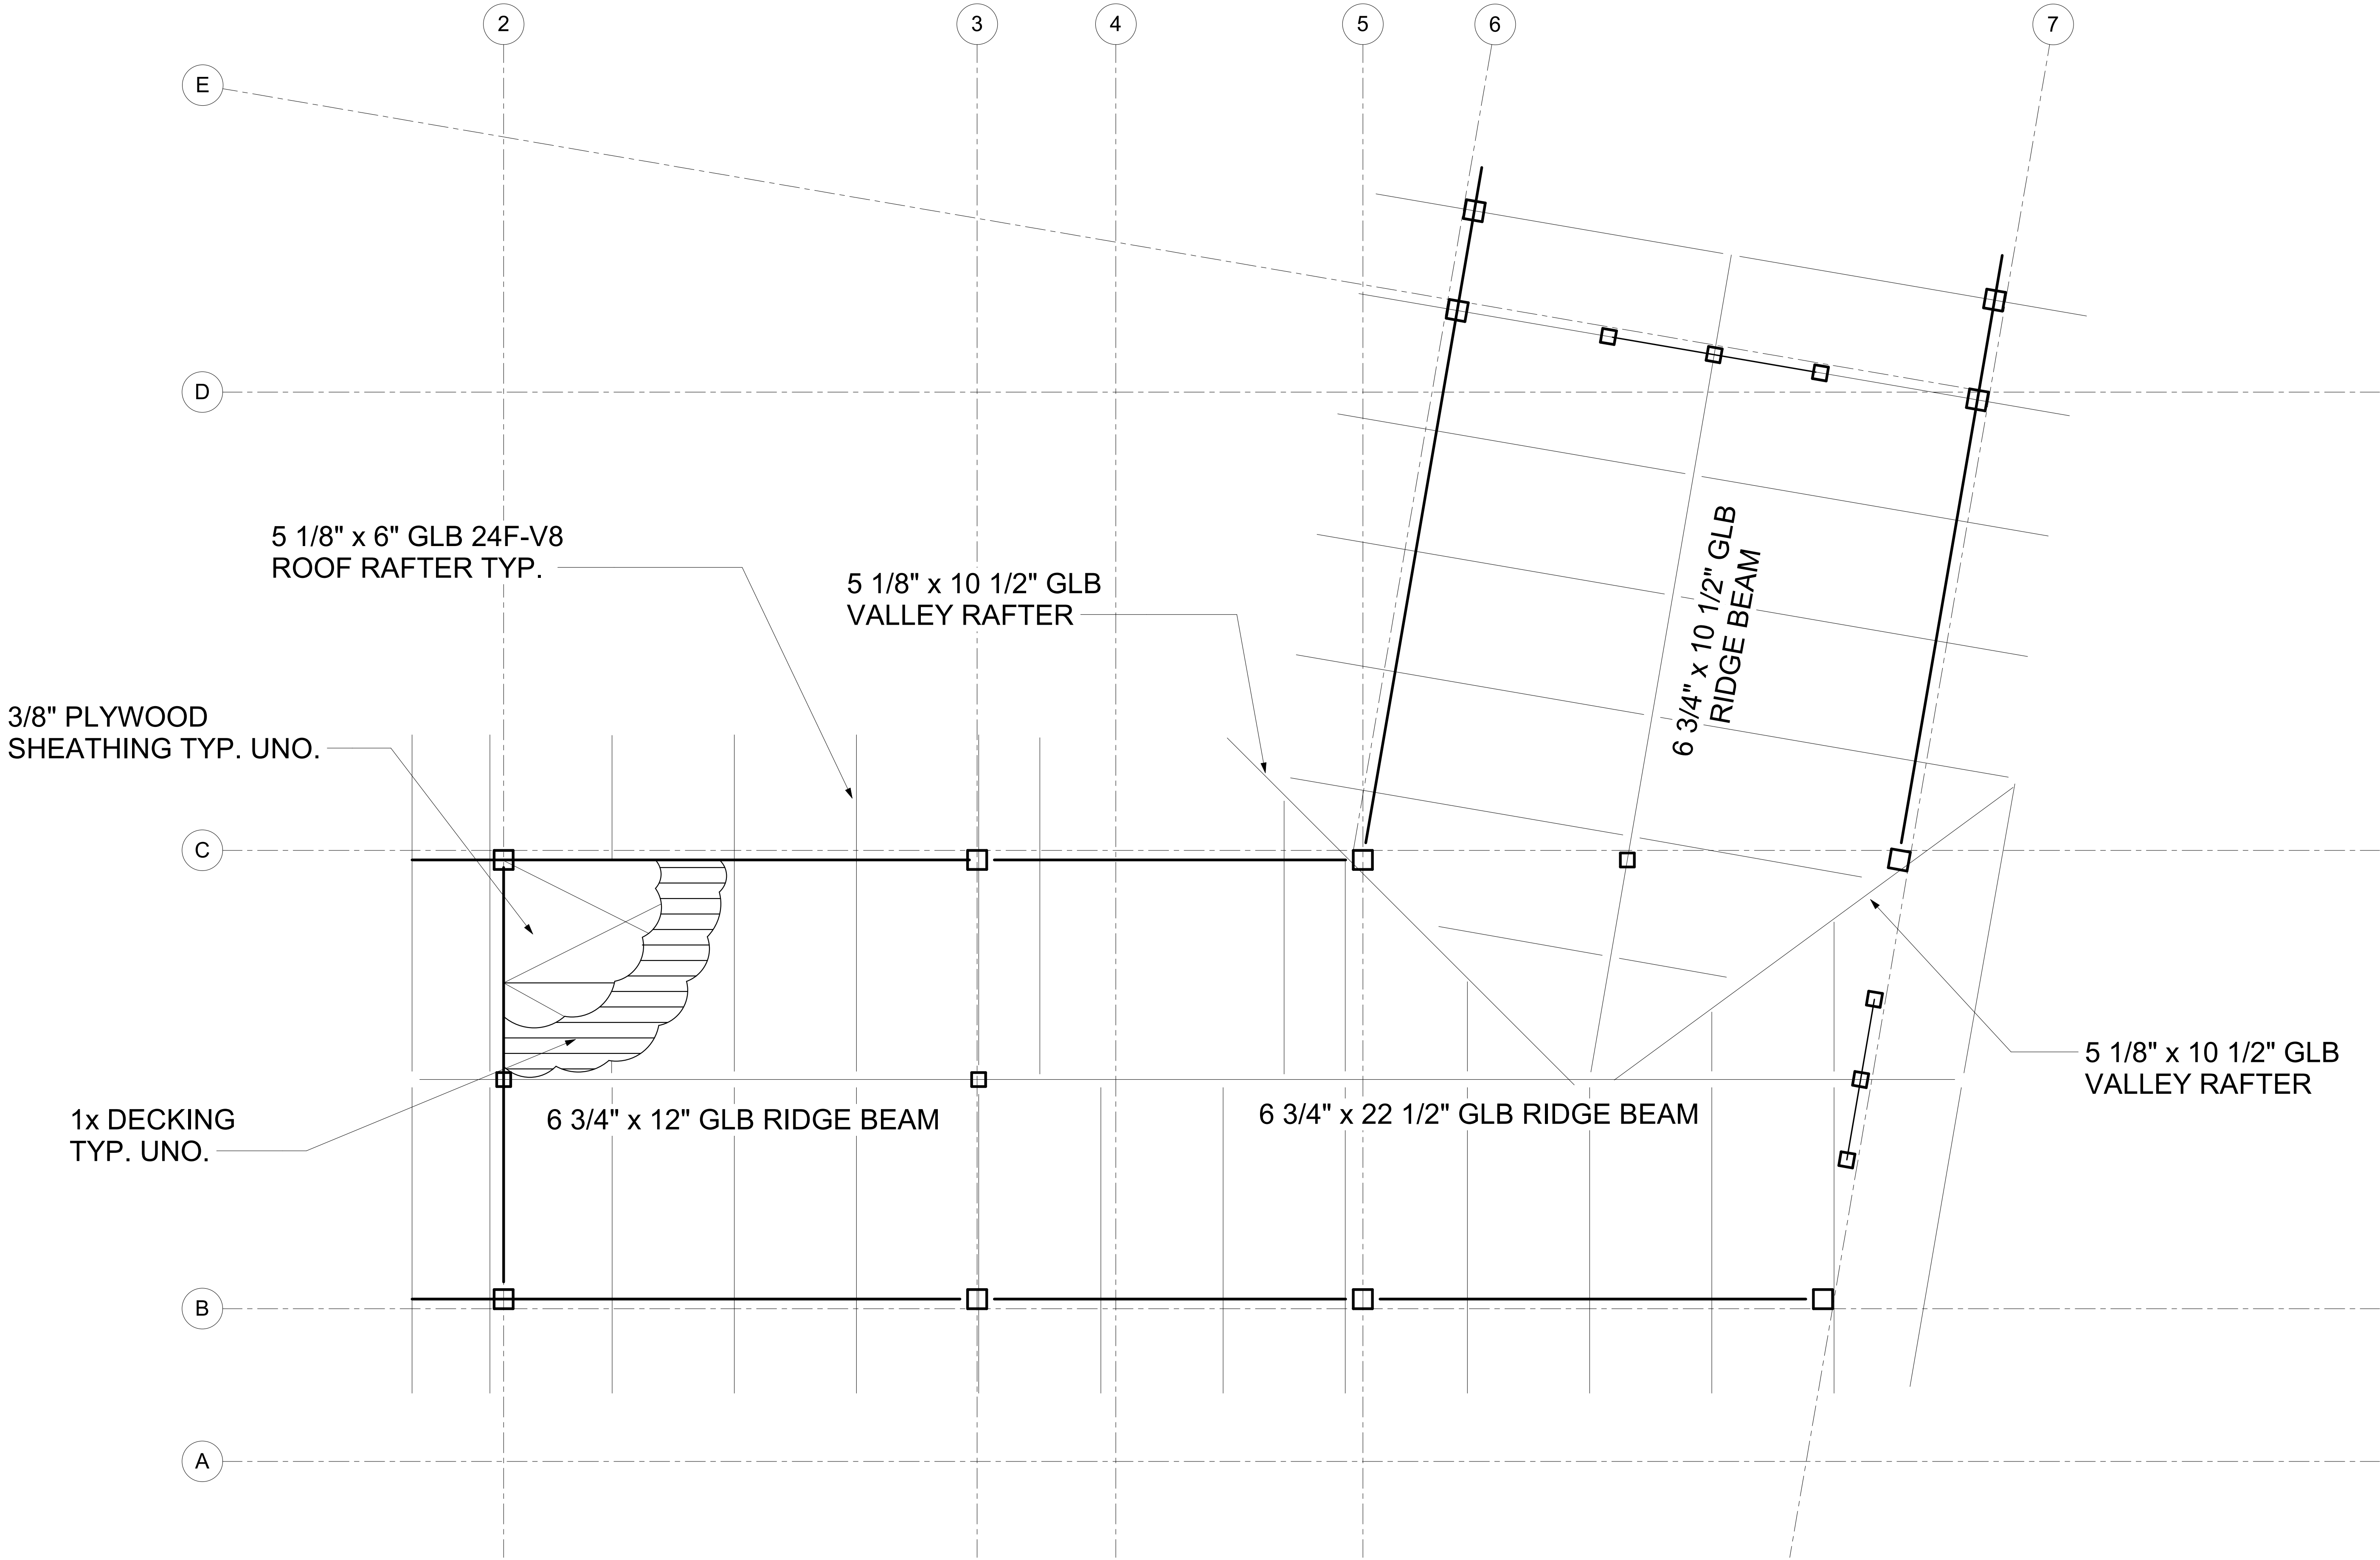 2
3
4
5
6
7
E
D
5 1/8" x 6" GLB 24F-V8
ROOF RAFTER TYP.
5 1/8" x 10 1/2" GLB
VALLEY RAFTER
6 3/4" x 10 1/2" GLB
RIDGE BEAM
3/8" PLYWOOD
SHEATHING TYP. UNO.
C
5 1/8" x 10 1/2" GLB
VALLEY RAFTER
1x DECKING
TYP. UNO.
6 3/4" x 12" GLB RIDGE BEAM
6 3/4" x 22 1/2" GLB RIDGE BEAM
B
A